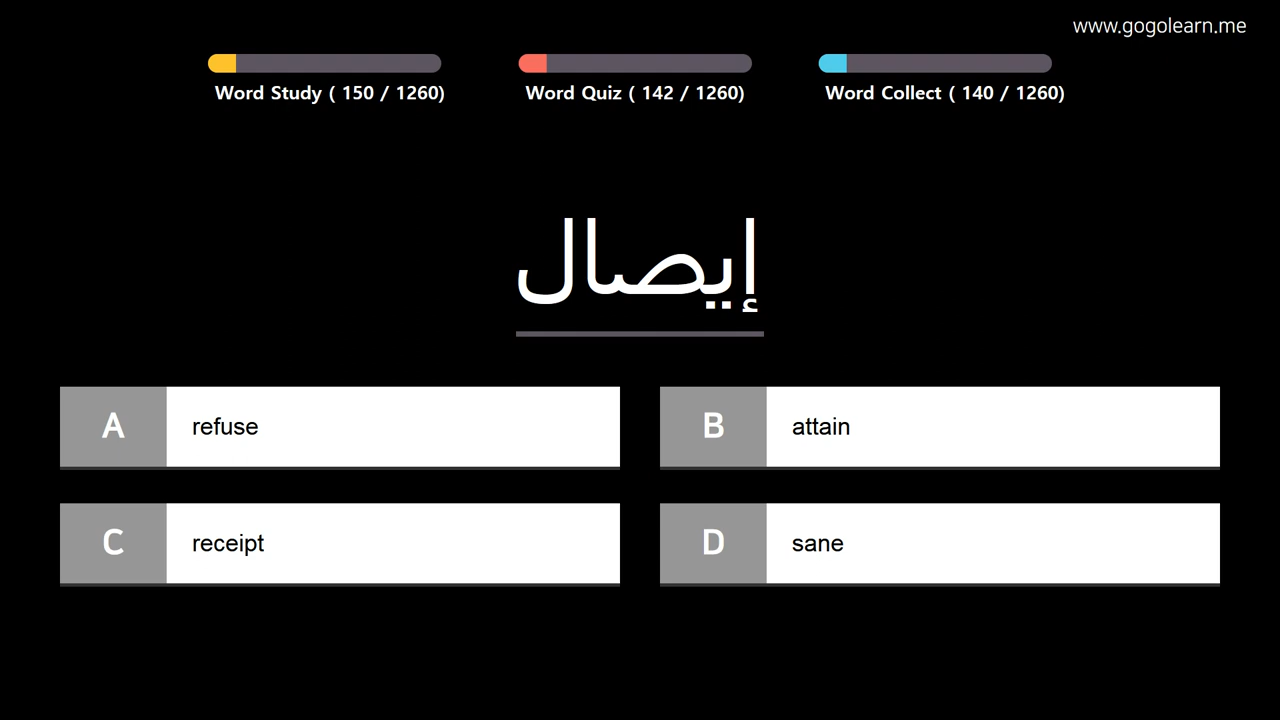 www.gogolearn.me
Word Study ( 150 / 1260)
Word Quiz ( 142 / 1260)
Word Collect ( 140 / 1260)
إيصال
A refuse
B attain
C receipt
D sane